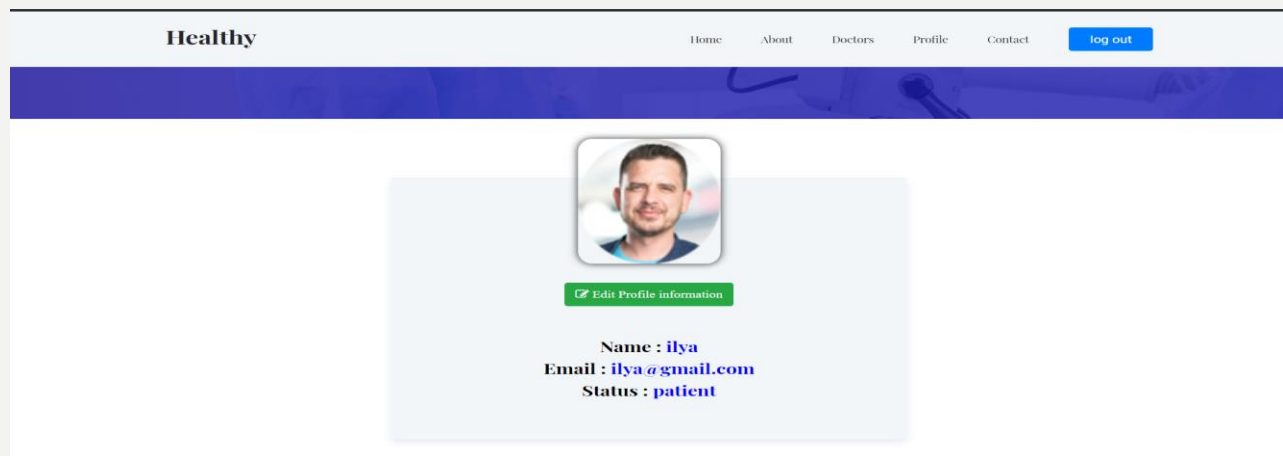 Healthy
Home About Doctors Profile Contact log out
Edit Profile information
Name : ilya
Email : ilya@gmail.com
Status : patient